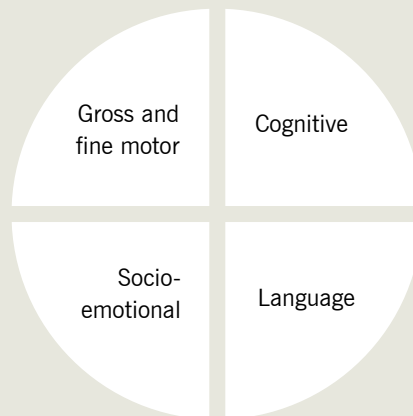 Gross and
fine motor
Cognitive
Socio-
emotional
Language